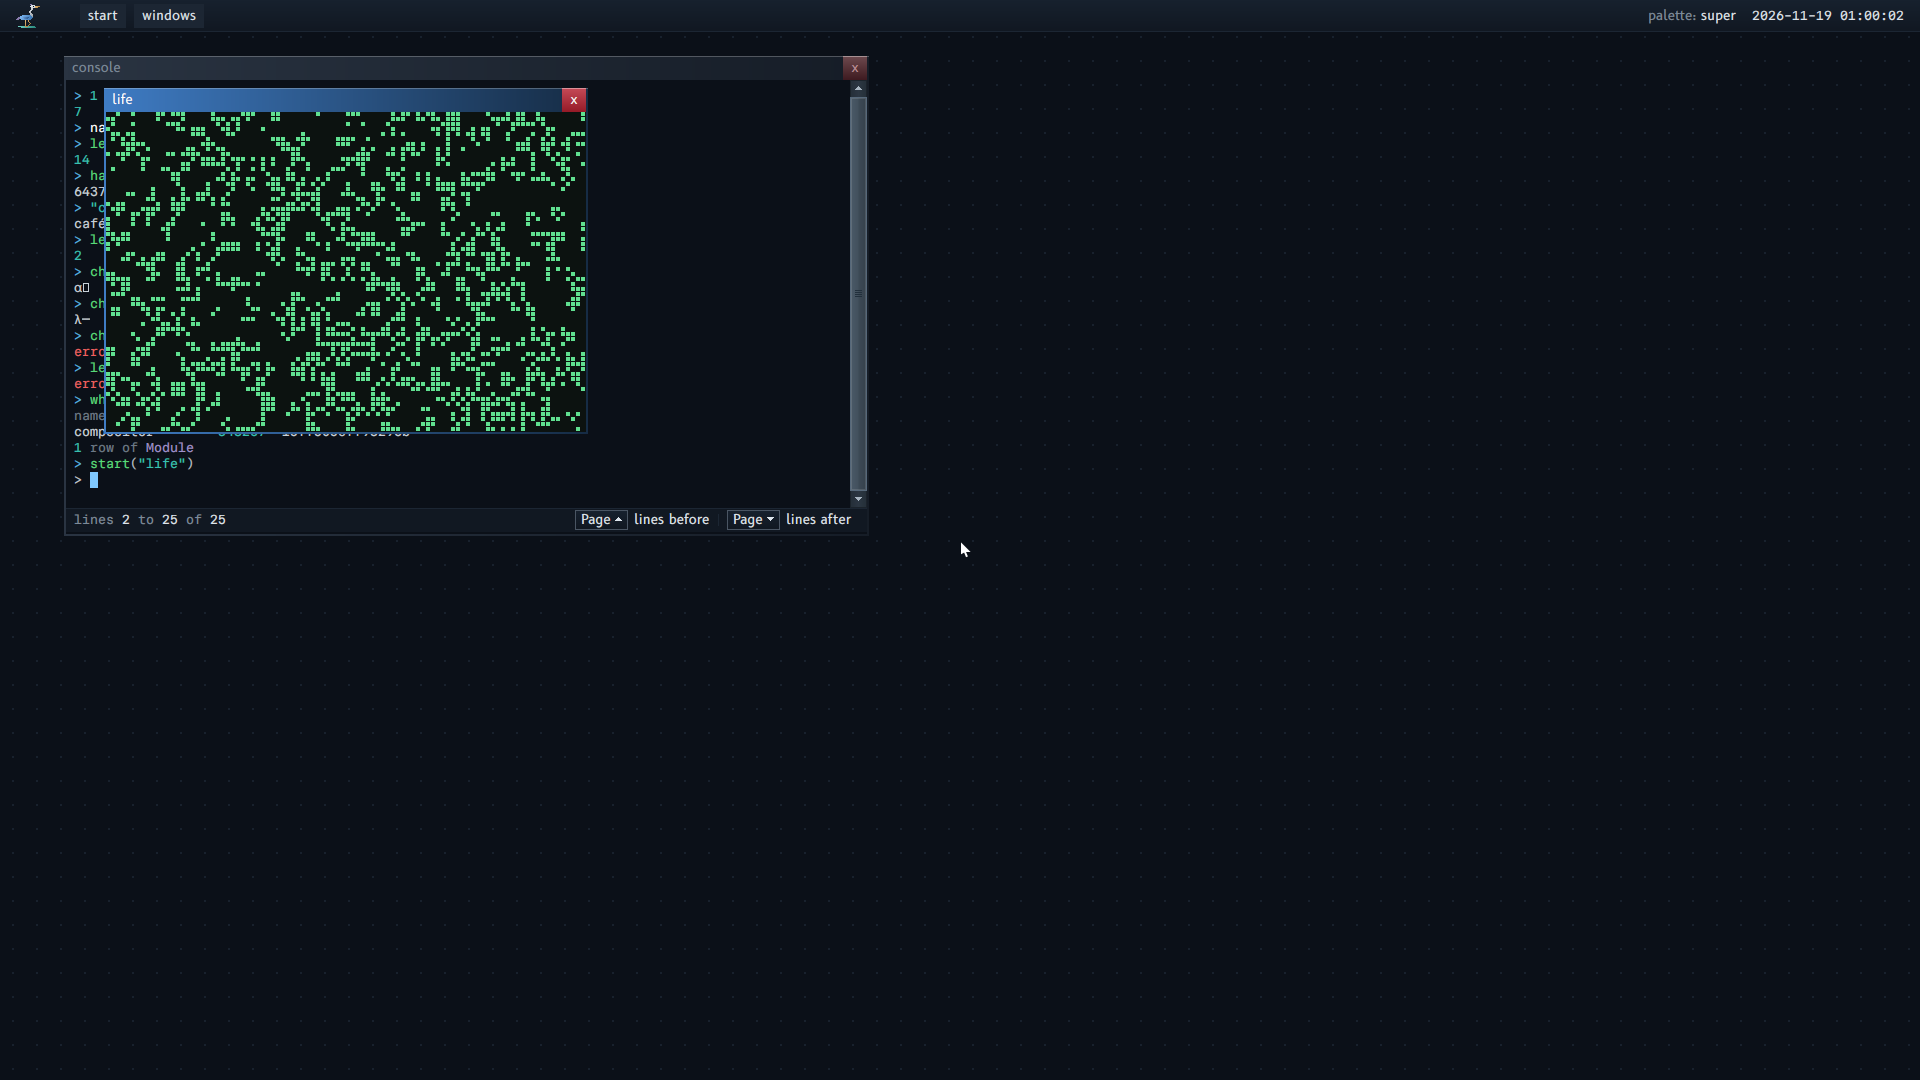 start windows palette: super 2026-11-19 01:00:02
console x
life x
> 1
7
> na
> le
14
> ha
6437
> "c
café
> le
2
> ch
α▯
> ch
λ─
> ch
erro
> le
erro
> wh
name
1 row of Module
> start("life")
>
lines 2 to 25 of 25 Page lines before Page lines after